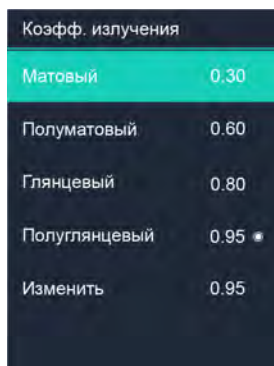 Коэфф. излучения
Матовый 0.30
Полуматовый 0.60
Глянцевый 0.80
Полуглянцевый 0.95
Изменить 0.95